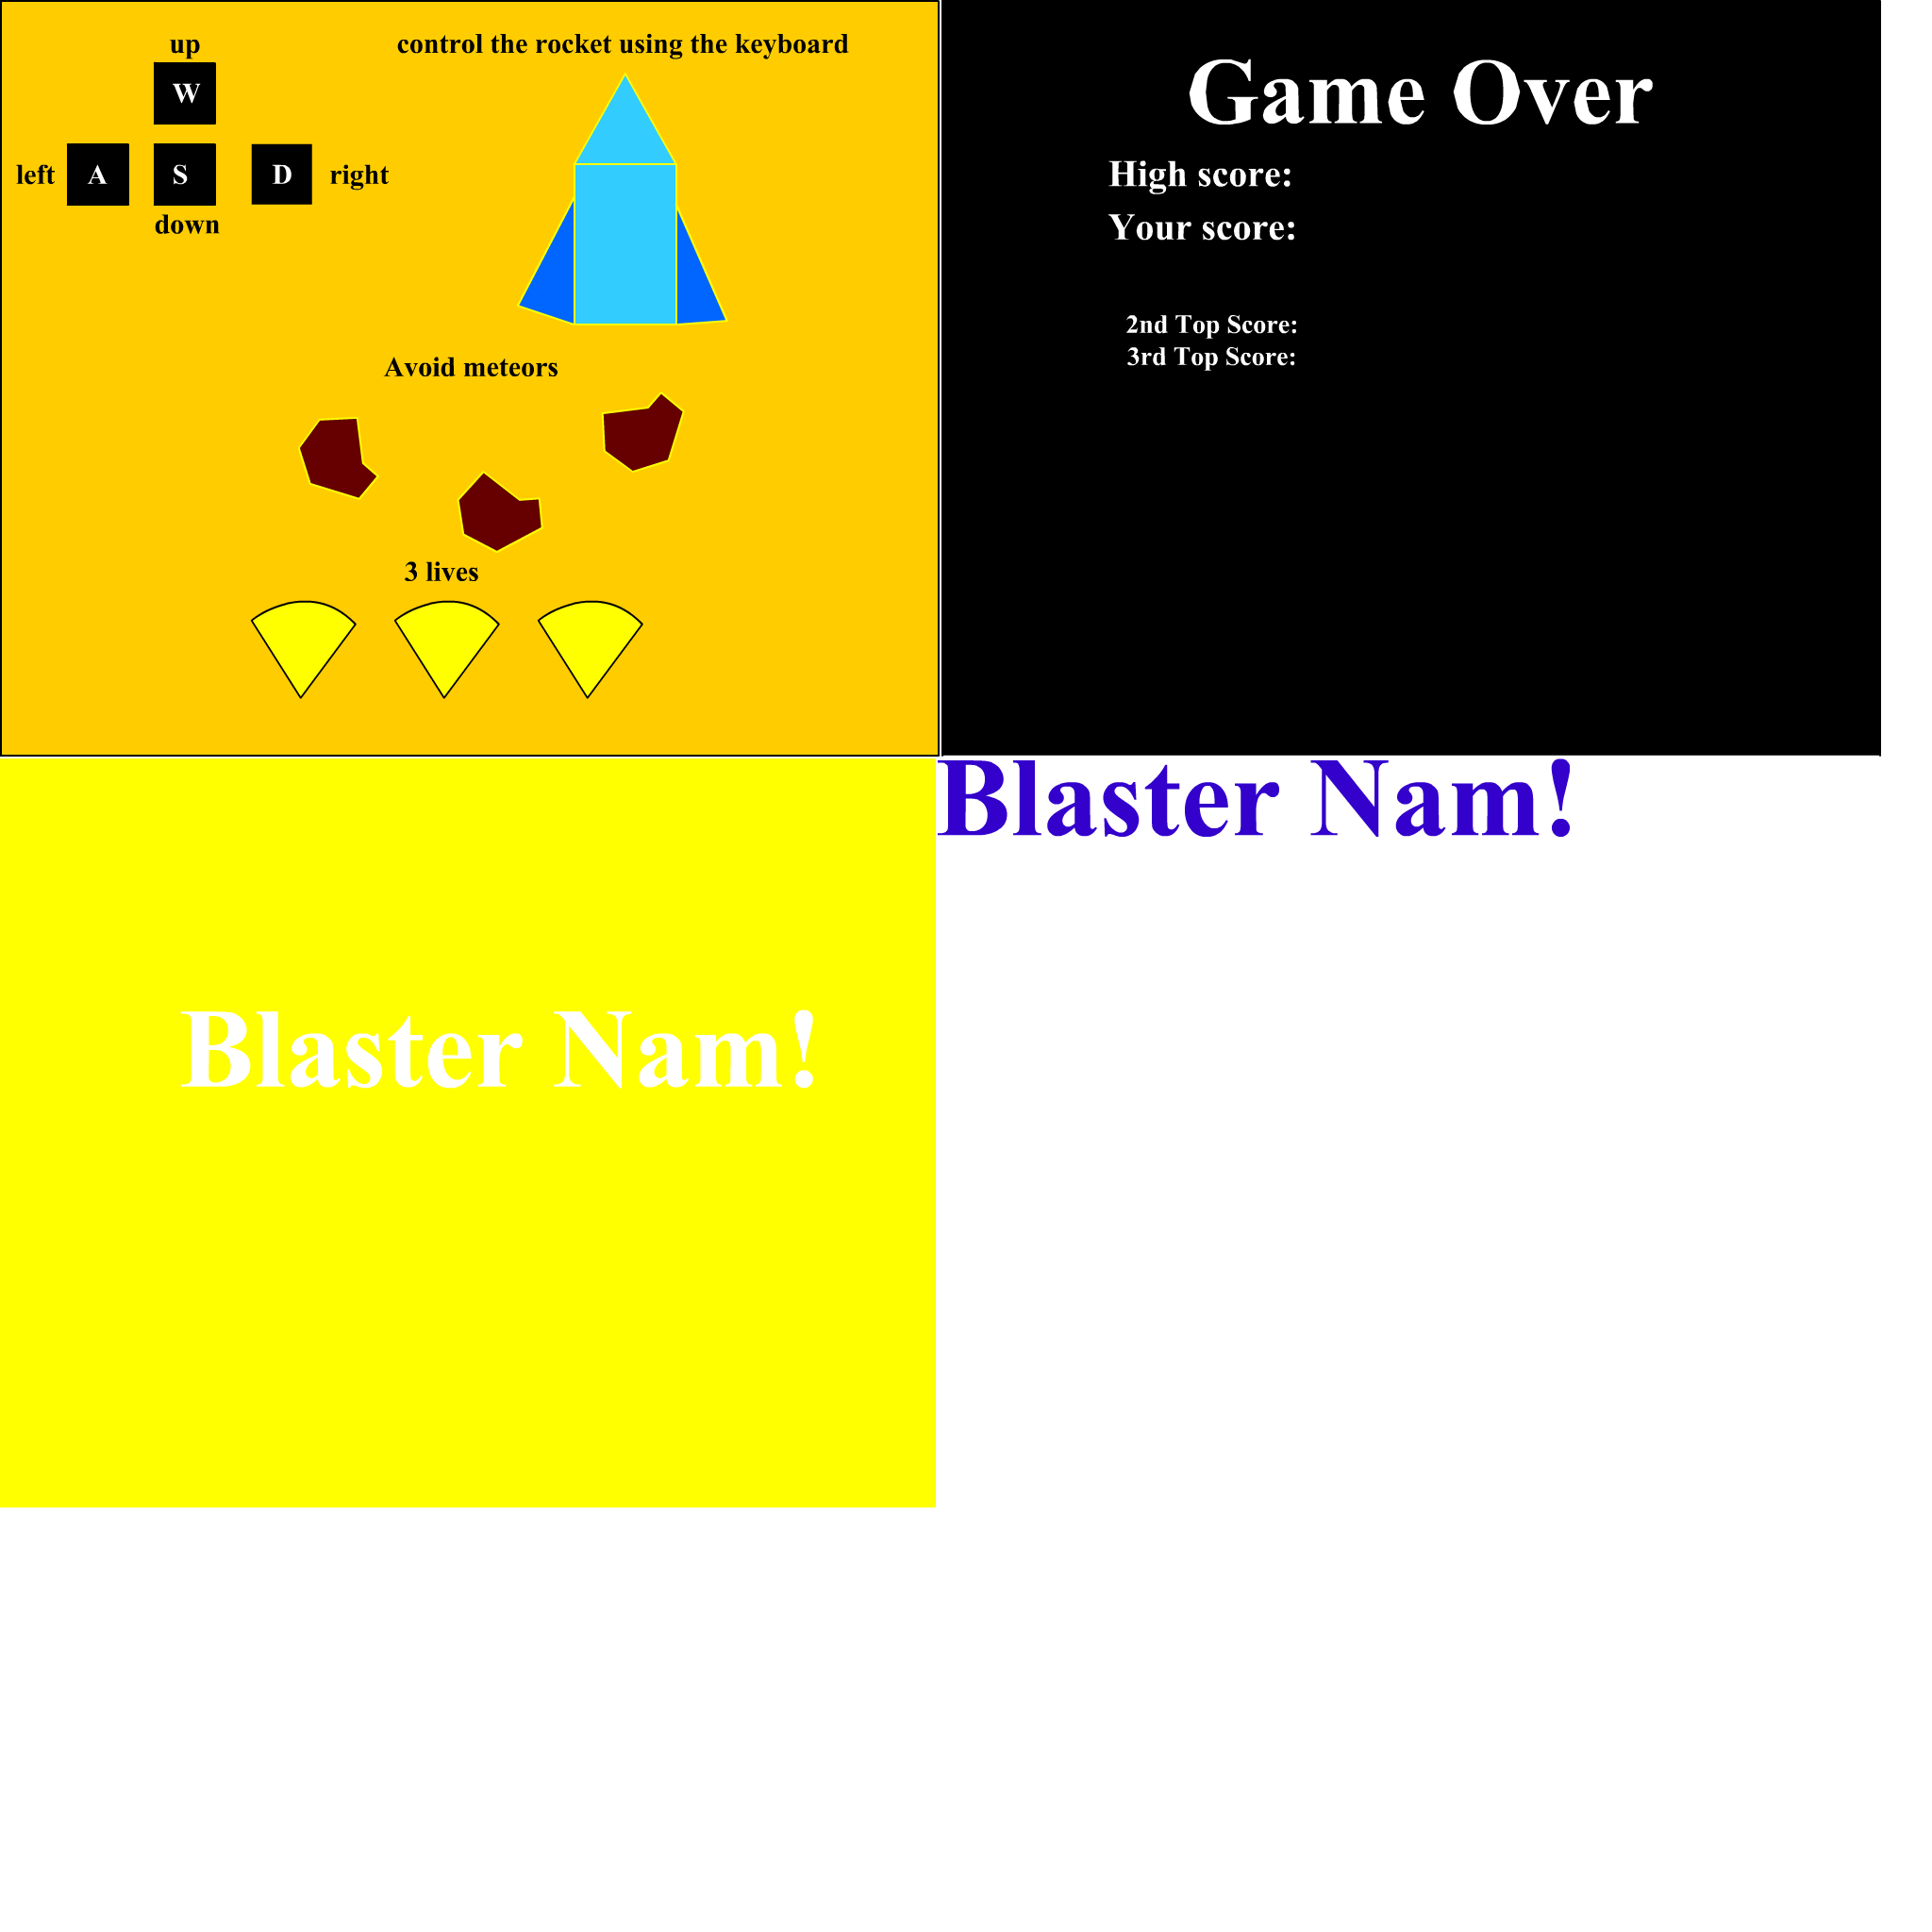 up
control the rocket using the keyboard
W
left A S D right
down
Avoid meteors
3 lives
Game Over
High score:
Your score:
2nd Top Score:
3rd Top Score:
Blaster Nam!
Blaster Nam!